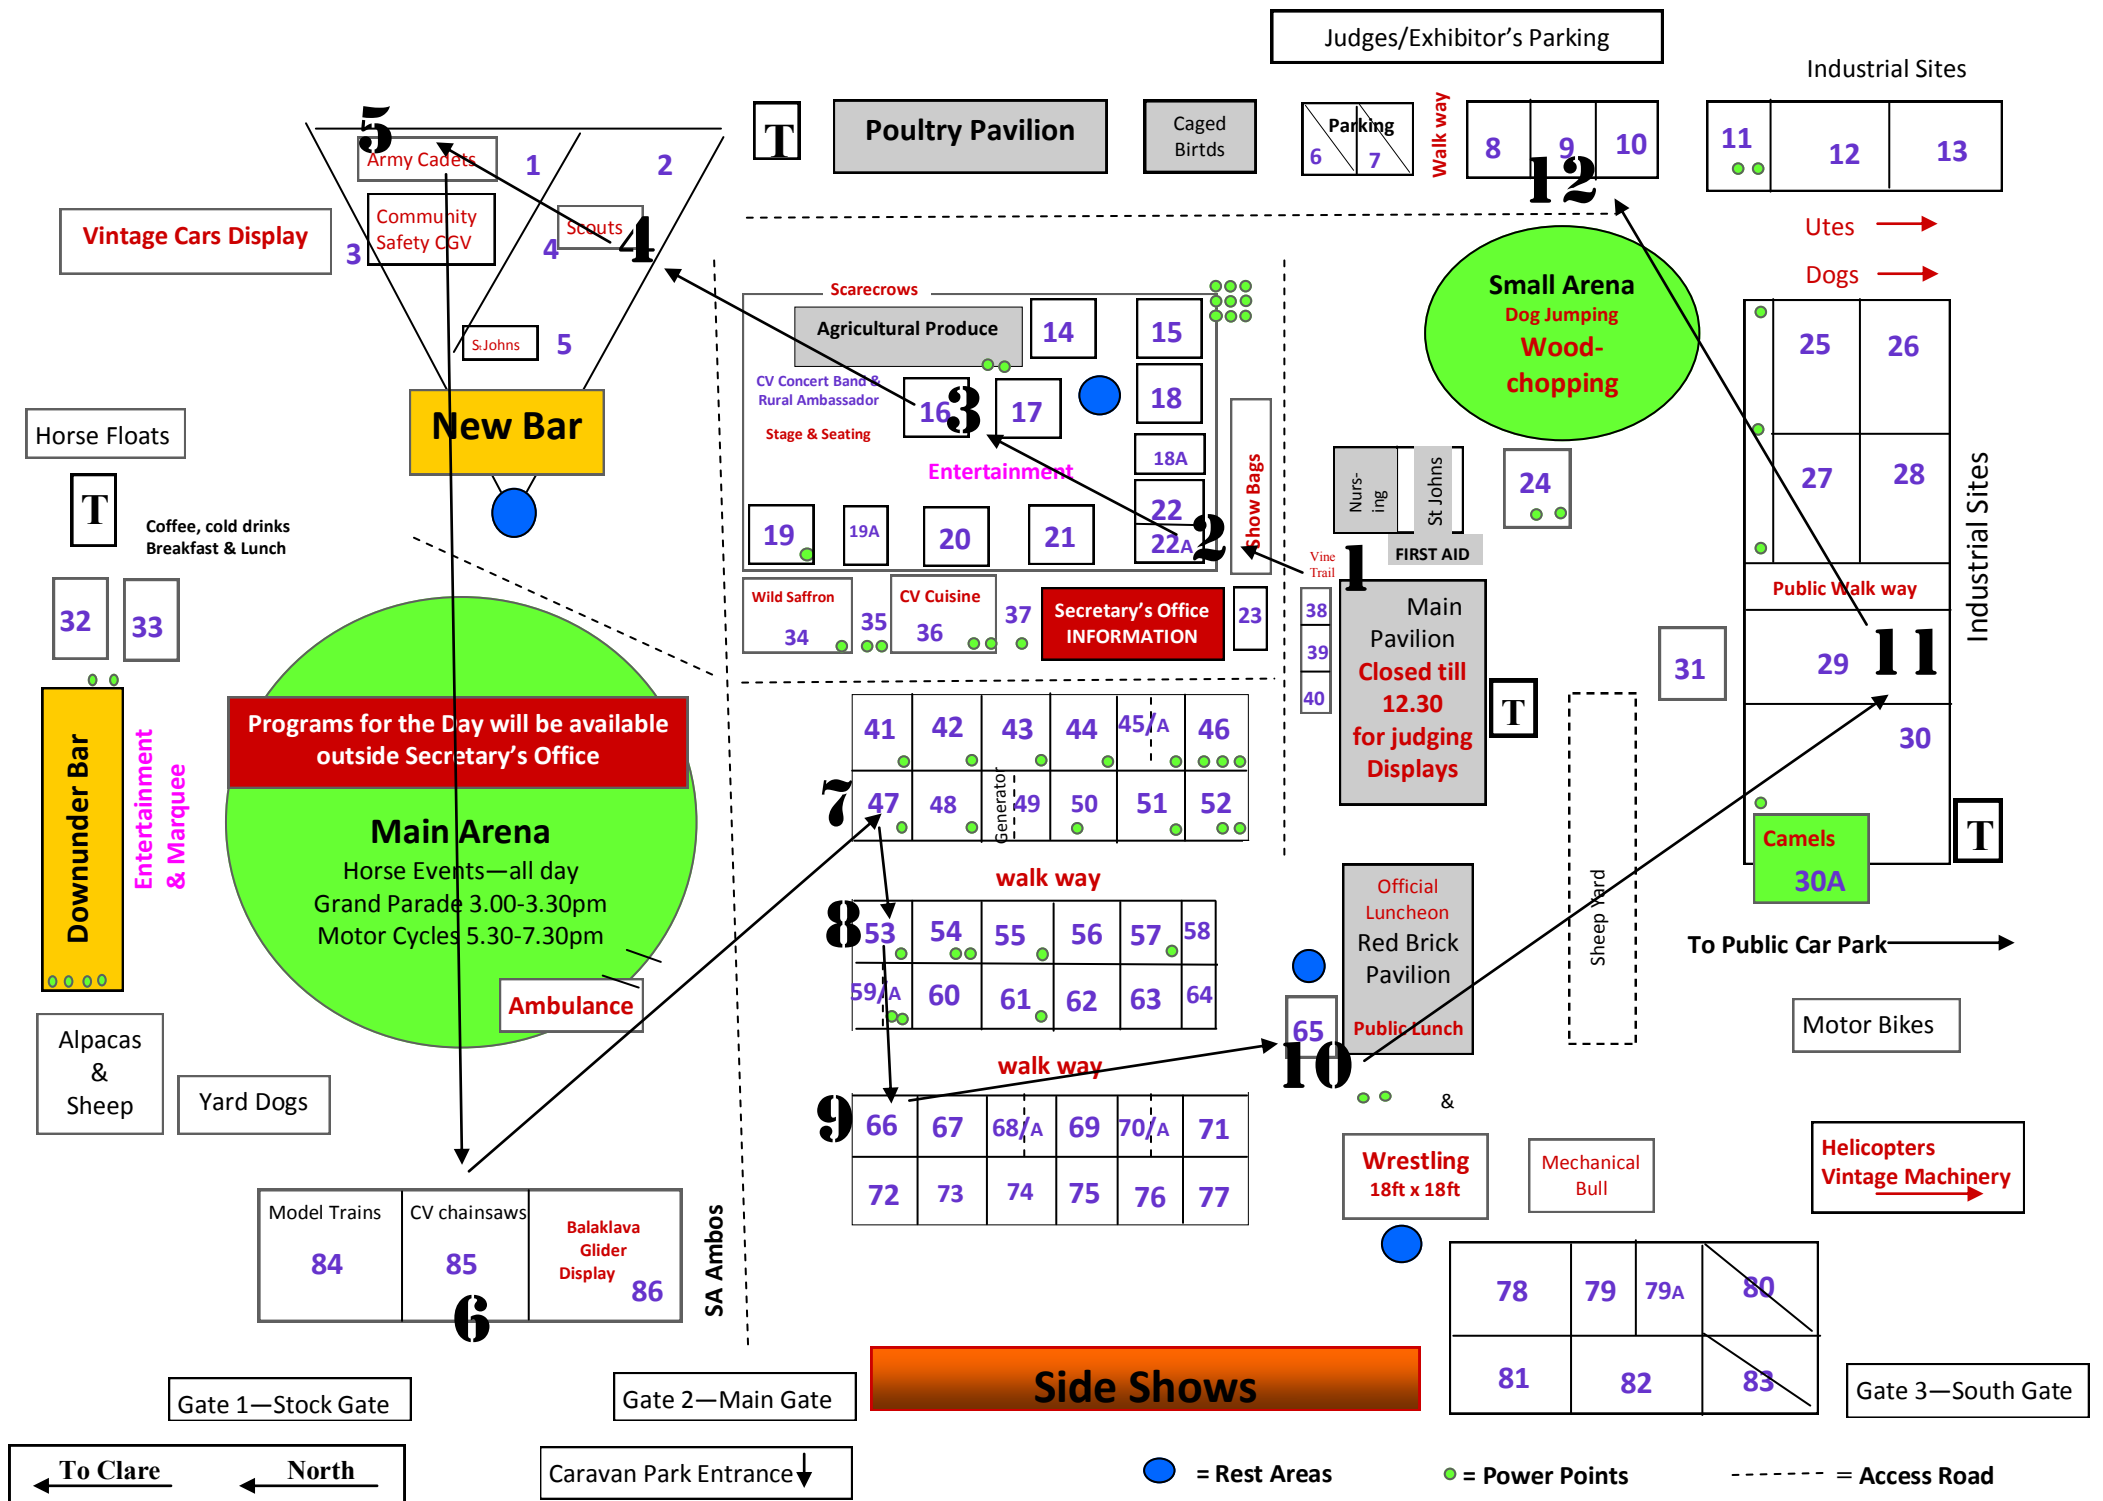 Judges/Exhibitor's Parking
Industrial Sites
5
T
Poultry Pavilion
Caged
Birtds
Parking
6
7
Walk way
8
9
10
12
11
12
13
Army Cadets
1
2
Vintage Cars Display
3
Community
Safety CGV
4
Scouts
4
Utes
Dogs
S.Johns
5
Scarecrows
Agricultural Produce
14
15
CV Concert Band &
Rural Ambassador
Stage & Seating
16
3
17
18
Entertainment
18A
22
22A
2
19
19A
20
21
Show Bags
Small Arena
Dog Jumping
Wood-
chopping
25
26
27
28
Industrial Sites
New Bar
Horse Floats
T
Coffee, cold drinks
Breakfast & Lunch
32
33
Nurs-
ing
St Johns
FIRST AID
24
Vine
Trail
1
Wild Saffron
34
35
CV Cuisine
36
37
Secretary's Office
INFORMATION
23
38
39
40
Main
Pavilion
Closed till
12.30
for judging
Displays
T
Public Walk way
29
11
31
30
Camels
30A
T
Downunder Bar
Entertainment
& Marquee
Programs for the Day will be available
outside Secretary's Office
Main Arena
Horse Events—all day
Grand Parade 3.00-3.30pm
Motor Cycles 5.30-7.30pm
Ambulance
41
42
43
44
45/A
46
7
47
48
Generator
49
50
51
52
walk way
8
53
54
55
56
57
58
59/A
60
61
62
63
64
walk way
9
66
67
68/A
69
70/A
71
72
73
74
75
76
77
Official
Luncheon
Red Brick
Pavilion
Public Lunch
65
10
&
Sheep Yard
To Public Car Park
Motor Bikes
Alpacas
&
Sheep
Yard Dogs
Wrestling
18ft x 18ft
Mechanical
Bull
Helicopters
Vintage Machinery
Model Trains
84
CV chainsaws
85
6
Balaklava
Glider
Display
86
SA Ambos
78
79
79A
80
81
82
83
Gate 1—Stock Gate
Gate 2—Main Gate
Side Shows
Gate 3—South Gate
To Clare
North
Caravan Park Entrance
= Rest Areas
= Power Points
= Access Road